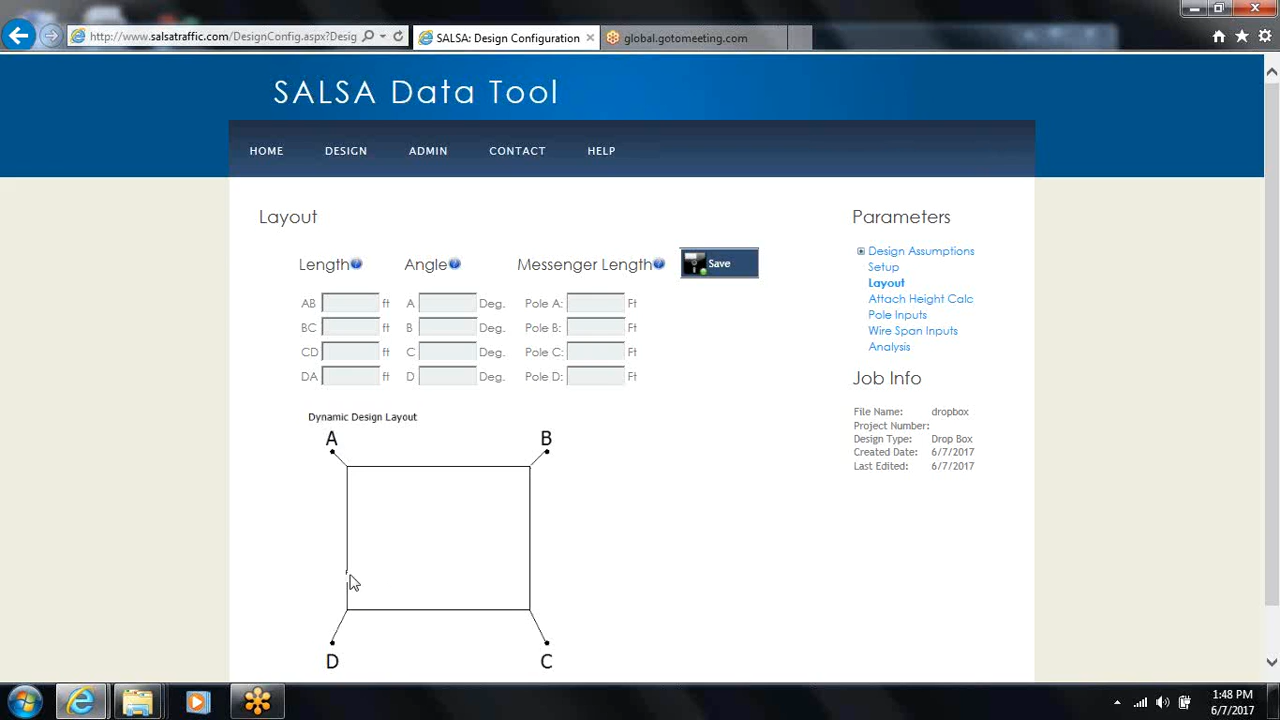 http://www.salsatraffic.com/DesignConfig.aspx?Desig
SALSA: Design Configuration
global.gotomeeting.com
SALSA Data Tool
HOME DESIGN ADMIN CONTACT HELP
Layout
Length Angle Messenger Length Save
AB ft A Deg. Pole A: Ft
BC ft B Deg. Pole B: Ft
CD ft C Deg. Pole C: Ft
DA ft D Deg. Pole D: Ft
Dynamic Design Layout
A B
D C
Parameters
Design Assumptions
Setup
Layout
Attach Height Calc
Pole Inputs
Wire Span Inputs
Analysis
Job Info
File Name: dropbox
Project Number:
Design Type: Drop Box
Created Date: 6/7/2017
Last Edited: 6/7/2017
1:48 PM
6/7/2017